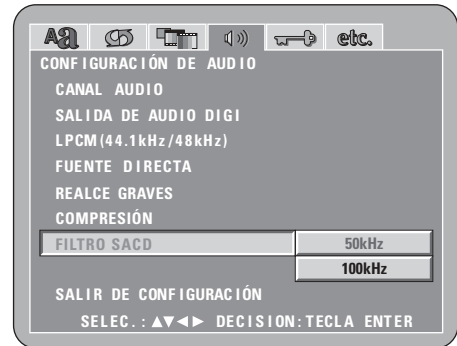 Aa etc.
CONFIGURACIÓN DE AUDIO
CANAL AUDIO
SALIDA DE AUDIO DIGI
LPCM(44.1kHz/48kHz)
FUENTE DIRECTA
REALCE GRAVES
COMPRESIÓN
FILTRO SACD 50kHz
100kHz
SALIR DE CONFIGURACIÓN
SELEC.:▲▼◄► DECISION:TECLA ENTER